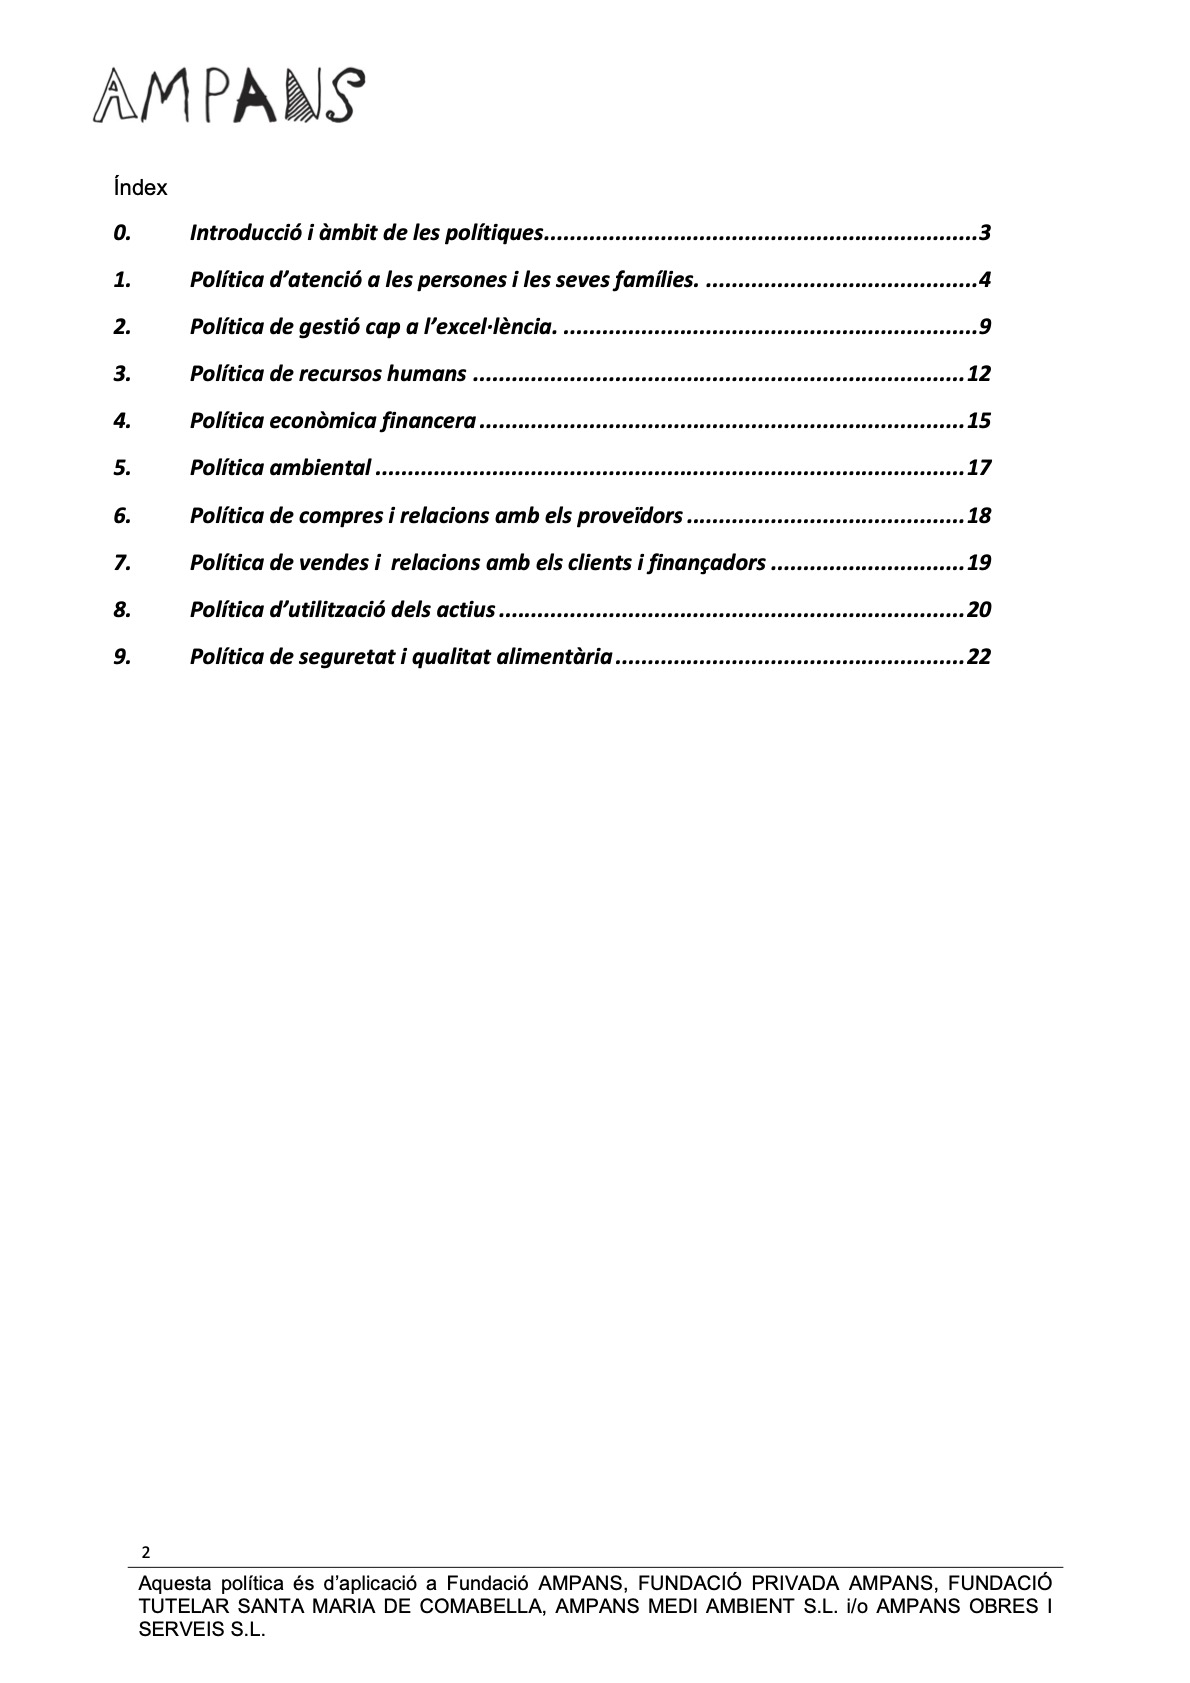 AMPANS
Índex
0. Introducció i àmbit de les polítiques...................................................................3
1. Política d’atenció a les persones i les seves famílies. ..........................................4
2. Política de gestió cap a l’excel·lència. ................................................................9
3. Política de recursos humans ............................................................................12
4. Política econòmica financera ...........................................................................15
5. Política ambiental ...........................................................................................17
6. Política de compres i relacions amb els proveïdors ...........................................18
7. Política de vendes i  relacions amb els clients i finançadors ..............................19
8. Política d’utilització dels actius ........................................................................20
9. Política de seguretat i qualitat alimentària ......................................................22
2
Aquesta política és d’aplicació a Fundació AMPANS, FUNDACIÓ PRIVADA AMPANS, FUNDACIÓ
TUTELAR SANTA MARIA DE COMABELLA, AMPANS MEDI AMBIENT S.L. i/o AMPANS OBRES I
SERVEIS S.L.